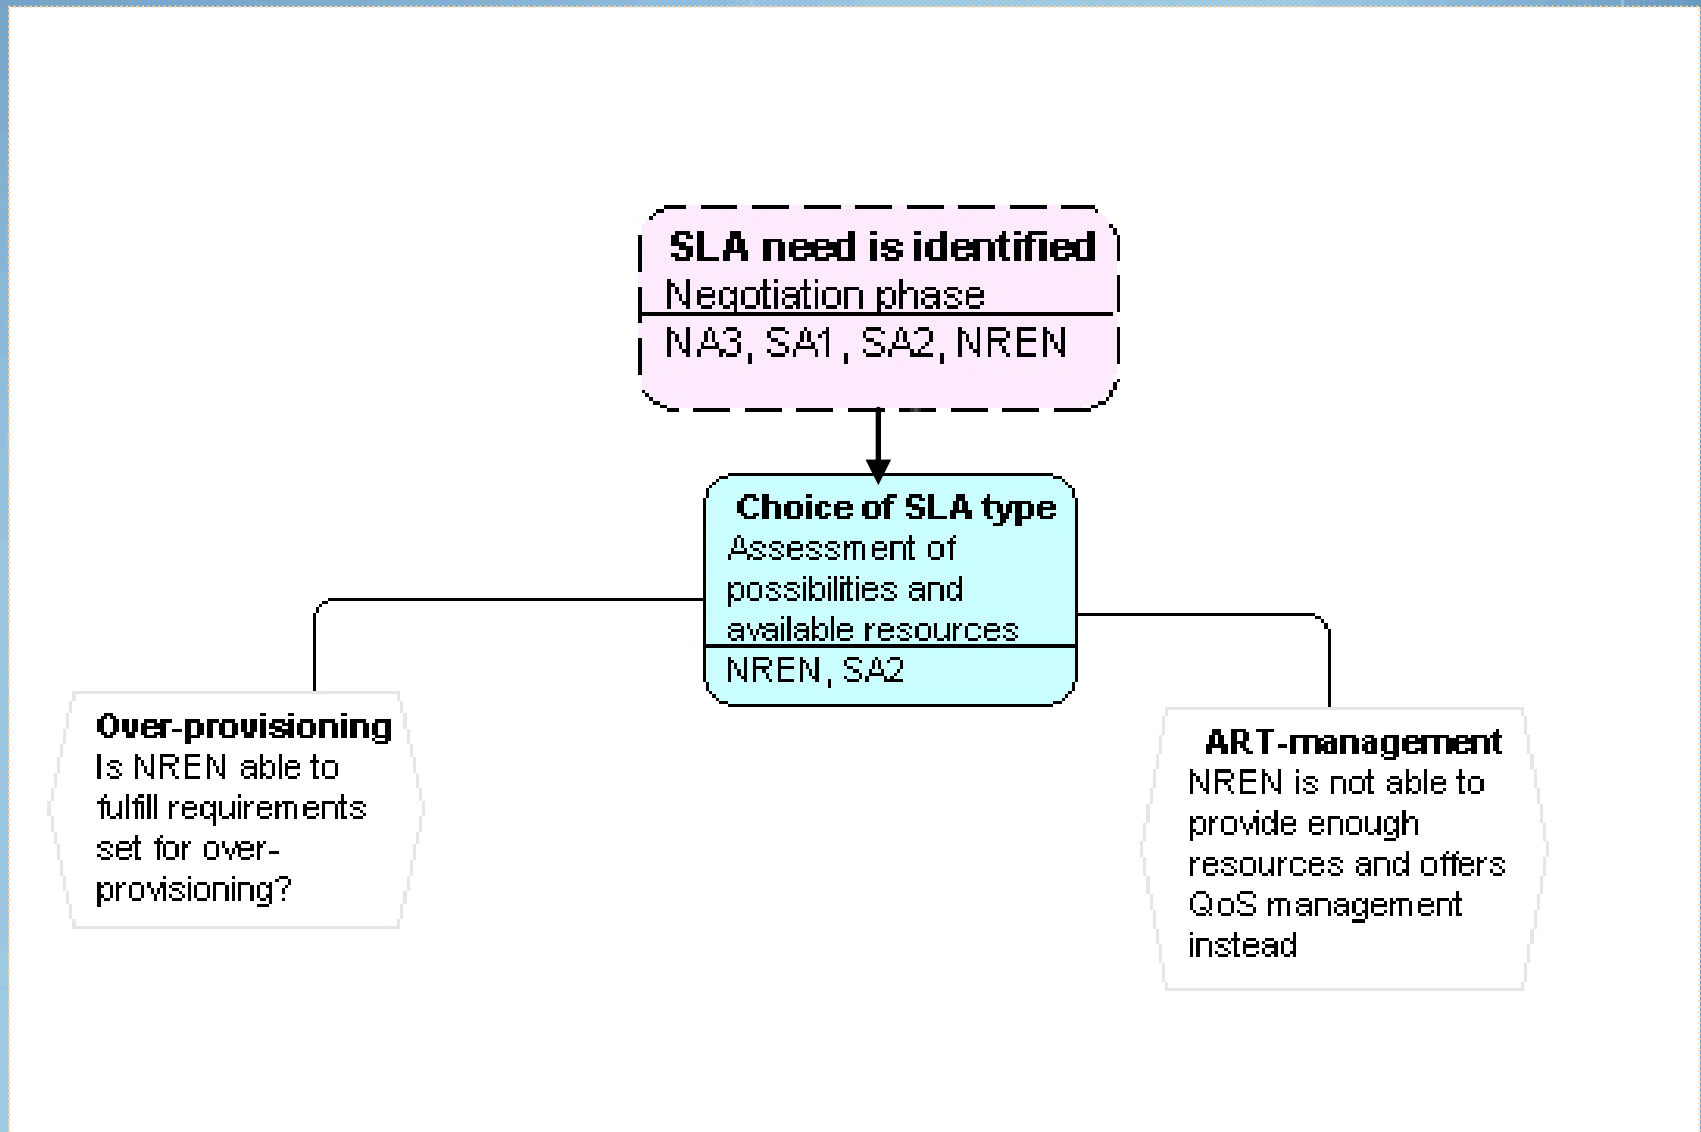 SLA need is identified
Negotiation phase
NA3, SA1, SA2, NREN
Choice of SLA type
Assessment of
possibilities and
available resources
NREN, SA2
Over-provisioning
Is NREN able to
fulfill requirements
set for over-
provisioning?
ART-management
NREN is not able to
provide enough
resources and offers
QoS management
instead